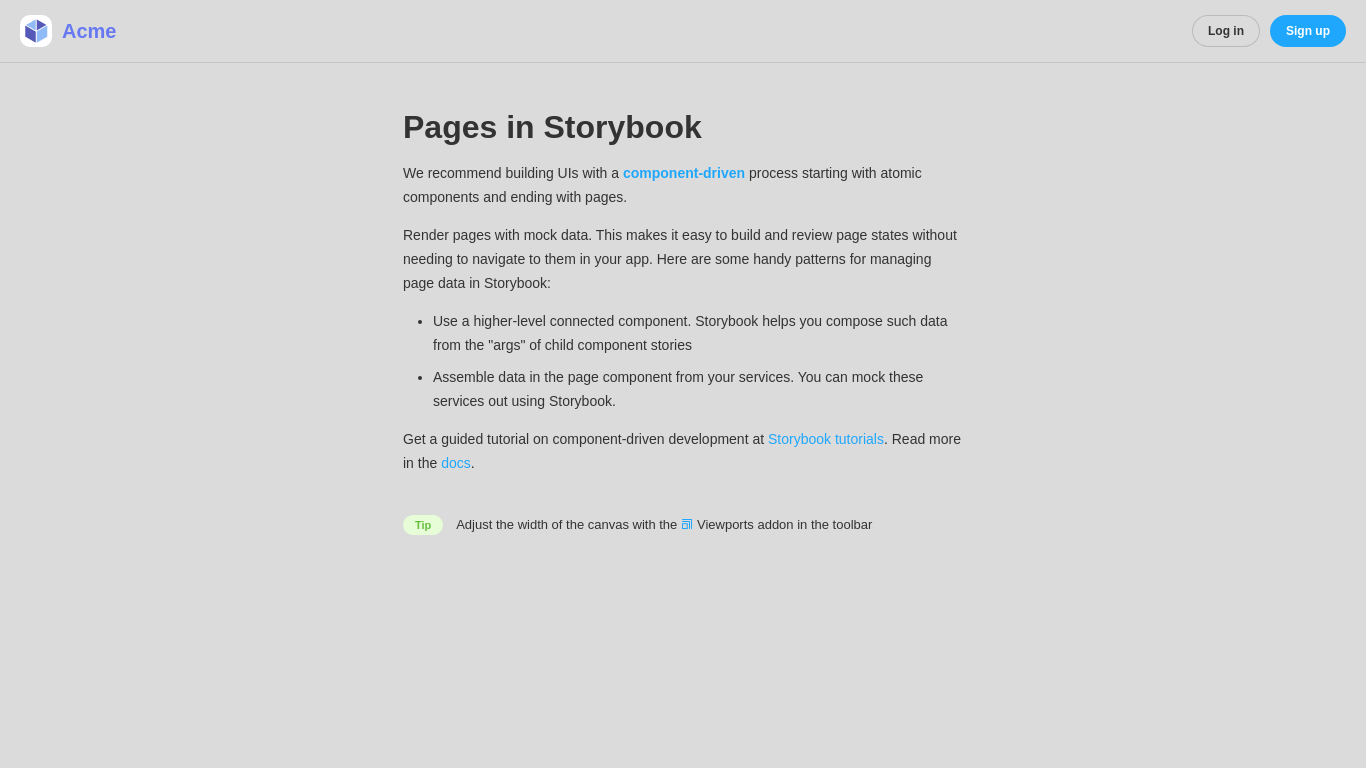 Acme
Log in
Sign up
Pages in Storybook
We recommend building UIs with a component-driven process starting with atomic
components and ending with pages.
Render pages with mock data. This makes it easy to build and review page states without
needing to navigate to them in your app. Here are some handy patterns for managing
page data in Storybook:
Use a higher-level connected component. Storybook helps you compose such data
from the "args" of child component stories
Assemble data in the page component from your services. You can mock these
services out using Storybook.
Get a guided tutorial on component-driven development at Storybook tutorials. Read more
in the docs.
Tip Adjust the width of the canvas with the Viewports addon in the toolbar